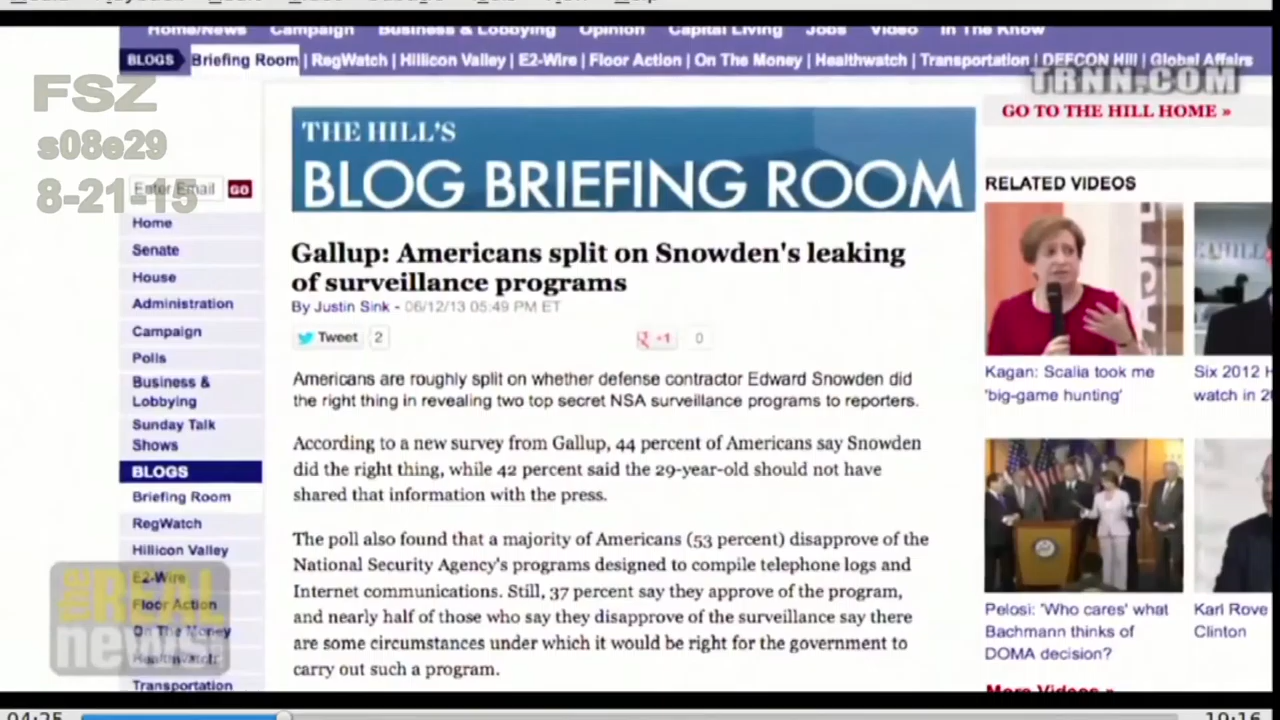 Home/News Campaign Business & Lobbying Opinion Capital Living Jobs Video In The Know
BLOGS Briefing Room | RegWatch | Hillicon Valley | E2-Wire | Floor Action | On The Money | Healthwatch | Transportation | DEFCON Hill | Global Affairs
TRNN.COM
FSZ
s08e29
8-21-15
GO TO THE HILL HOME »
THE HILL'S
BLOG BRIEFING ROOM
Enter Email GO
Home
Senate
House
Administration
Campaign
Polls
Business &
Lobbying
Sunday Talk
Shows
BLOGS
Briefing Room
RegWatch
Hillicon Valley
E2-Wire
Floor Action
On The Money
Healthwatch
Transportation
Gallup: Americans split on Snowden's leaking
of surveillance programs
By Justin Sink - 06/12/13 05:49 PM ET
Tweet 2
+1 0
Americans are roughly split on whether defense contractor Edward Snowden did
the right thing in revealing two top secret NSA surveillance programs to reporters.
According to a new survey from Gallup, 44 percent of Americans say Snowden
did the right thing, while 42 percent said the 29-year-old should not have
shared that information with the press.
The poll also found that a majority of Americans (53 percent) disapprove of the
National Security Agency's programs designed to compile telephone logs and
Internet communications. Still, 37 percent say they approve of the program,
and nearly half of those who say they disapprove of the surveillance say there
are some circumstances under which it would be right for the government to
carry out such a program.
RELATED VIDEOS
Kagan: Scalia took me
'big-game hunting'
Six 2012
watch in
Pelosi: 'Who cares' what
Bachmann thinks of
DOMA decision?
Karl Rove
Clinton
More Videos »
the REAL
news
04:25
19:16